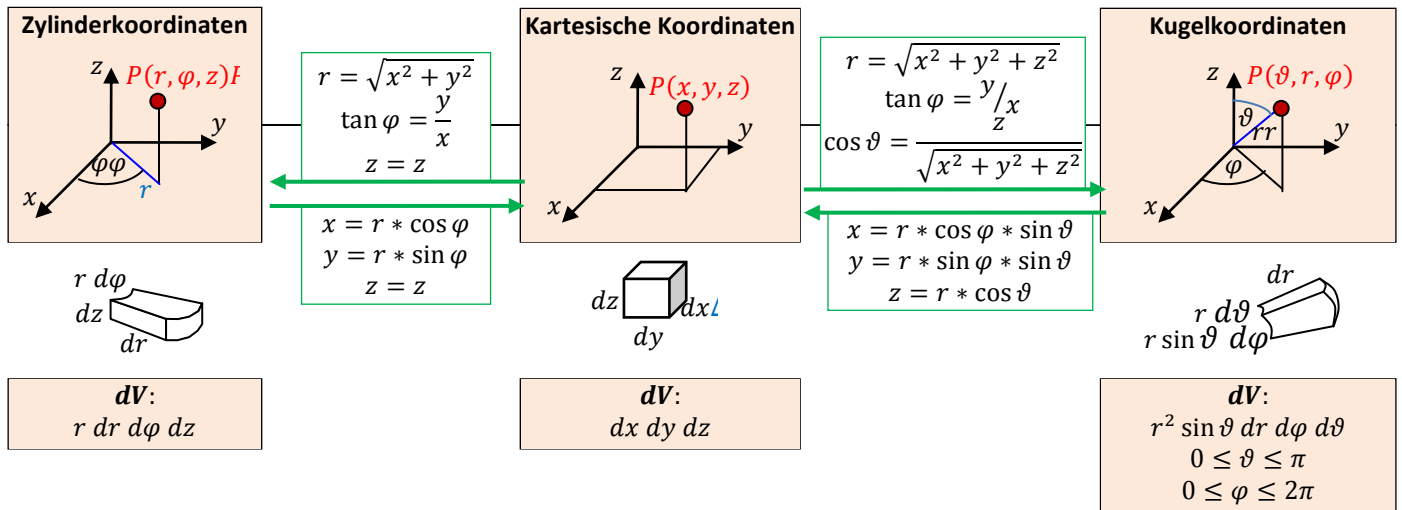 Zylinderkoordinaten
z
P(r, φ, z)P
y
φφ
r
x
r = √(x² + y²)
tan φ = y/x
z = z
x = r * cos φ
y = r * sin φ
z = z
r dφ
dz
dr
dV:
r dr dφ dz
Kartesische Koordinaten
z
P(x, y, z)
y
x
dz
dx
dy
dV:
dx dy dz
r = √(x² + y² + z²)
tan φ = y/x
cos ϑ = z/√(x² + y² + z²)
x = r * cos φ * sin ϑ
y = r * sin φ * sin ϑ
z = r * cos ϑ
Kugelkoordinaten
z
P(ϑ, r, φ)
ϑ
rr
y
φ
x
dr
r dϑ
r sin ϑ dφ
dV:
r² sin ϑ dr dφ dϑ
0 ≤ ϑ ≤ π
0 ≤ φ ≤ 2π